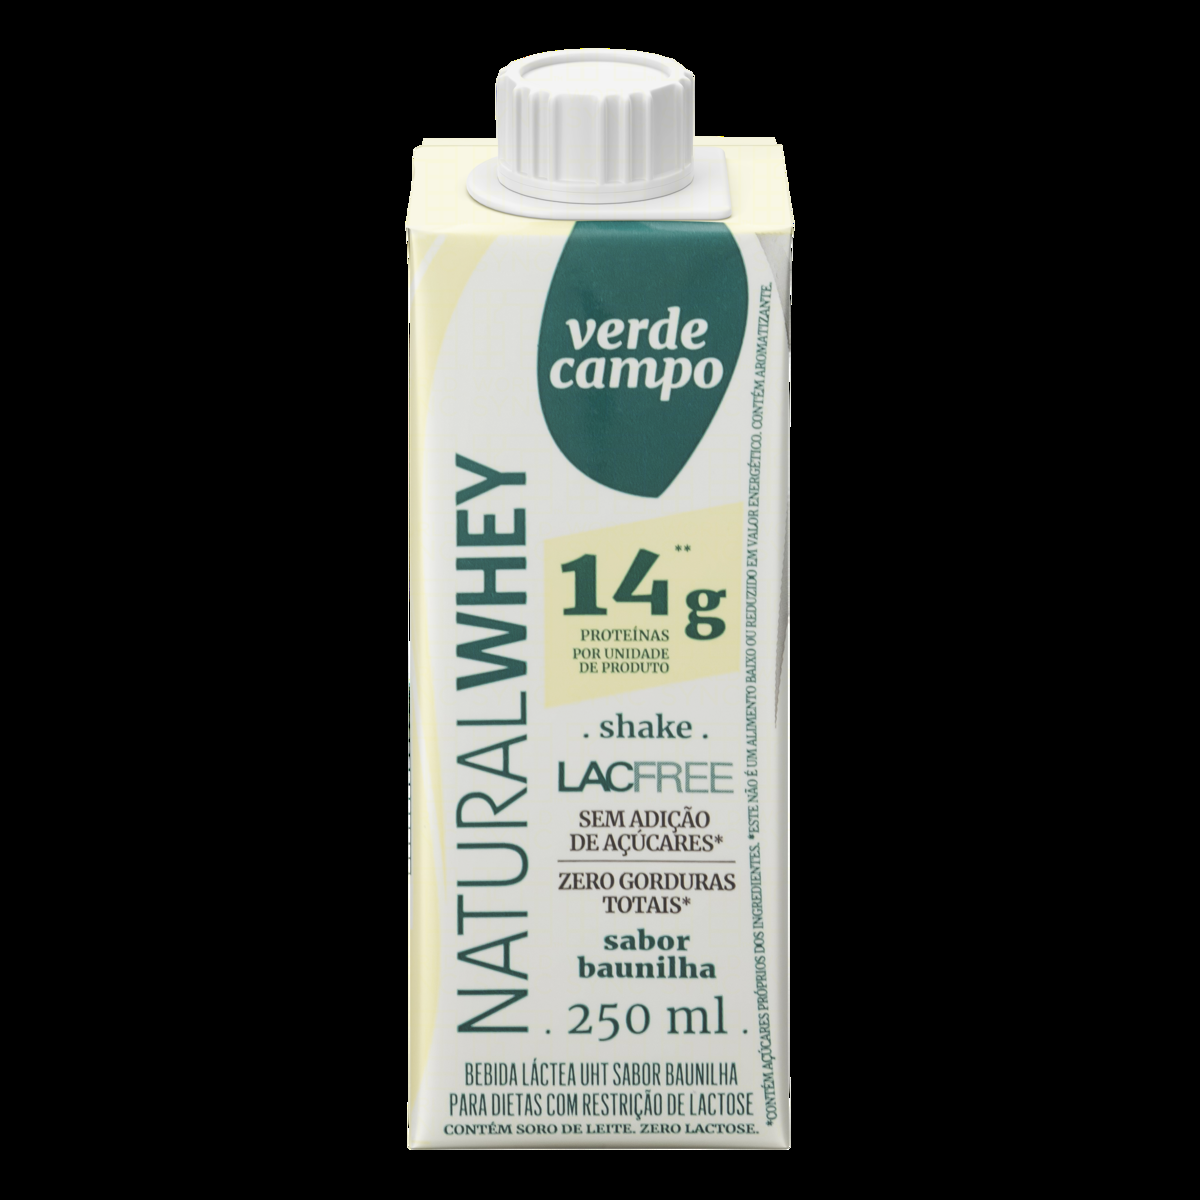 verde
campo
NATURALWHEY
14**g
PROTEÍNAS
POR UNIDADE
DE PRODUTO
. shake .
LACFREE
SEM ADIÇÃO
DE AÇÚCARES*
ZERO GORDURAS
TOTAIS*
sabor
baunilha
. 250 ml .
BEBIDA LÁCTEA UHT SABOR BAUNILHA
PARA DIETAS COM RESTRIÇÃO DE LACTOSE
CONTÉM SORO DE LEITE. ZERO LACTOSE.
*CONTÉM AÇÚCARES PRÓPRIOS DOS INGREDIENTES. *ESTE NÃO É UM ALIMENTO BAIXO OU REDUZIDO EM VALOR ENERGÉTICO. CONTÉM AROMATIZANTE.